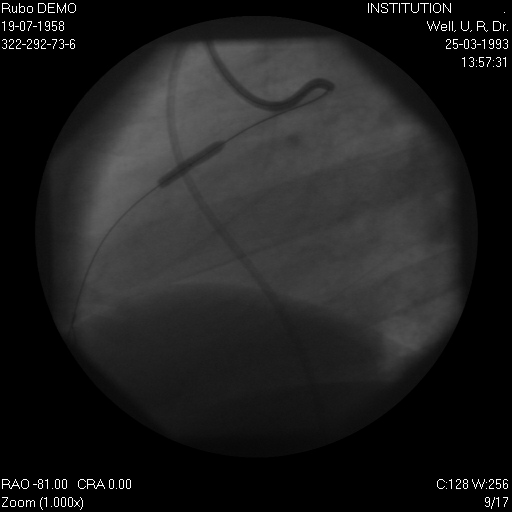 Rubo DEMO
19-07-1958
322-292-73-6
INSTITUTION .
Well, U, R, Dr.
25-03-1993
13:57:31
RAO -81.00 CRA 0.00
Zoom (1.000x)
C:128 W:256
9/17